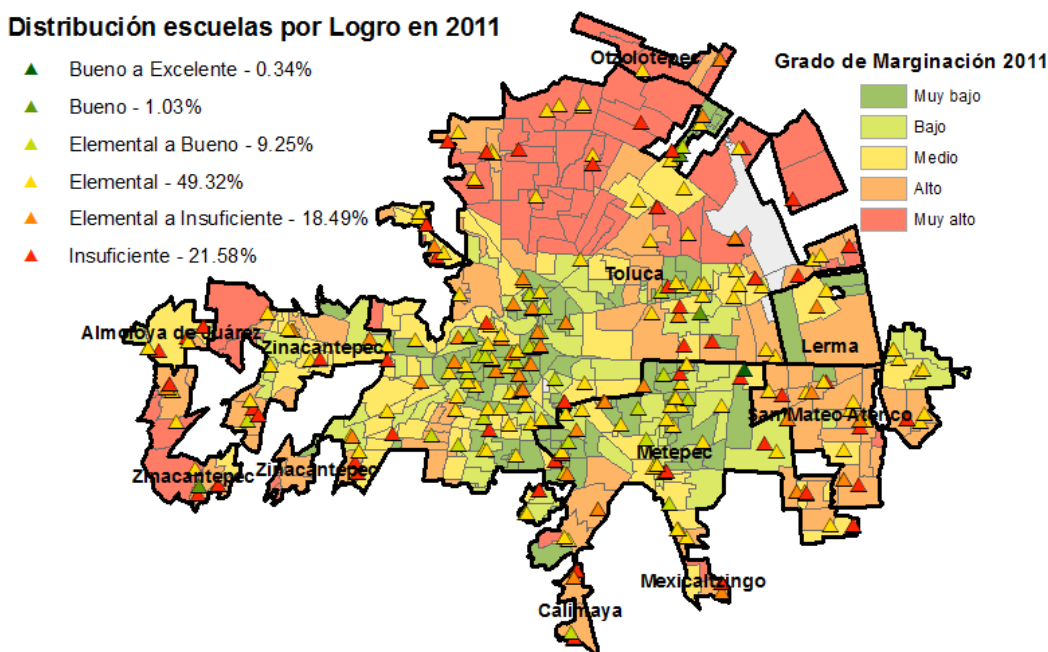 Distribución escuelas por Logro en 2011
Bueno a Excelente - 0.34%
Bueno - 1.03%
Elemental a Bueno - 9.25%
Elemental - 49.32%
Elemental a Insuficiente - 18.49%
Insuficiente - 21.58%
Grado de Marginación 2011
Muy bajo
Bajo
Medio
Alto
Muy alto
Otzolotepec
Toluca
Almoloya de Juárez
Zinacantepec
Lerma
San Mateo Atenco
Metepec
Zinacantepec
Zinacantepec
Mexicaltzingo
Calimaya